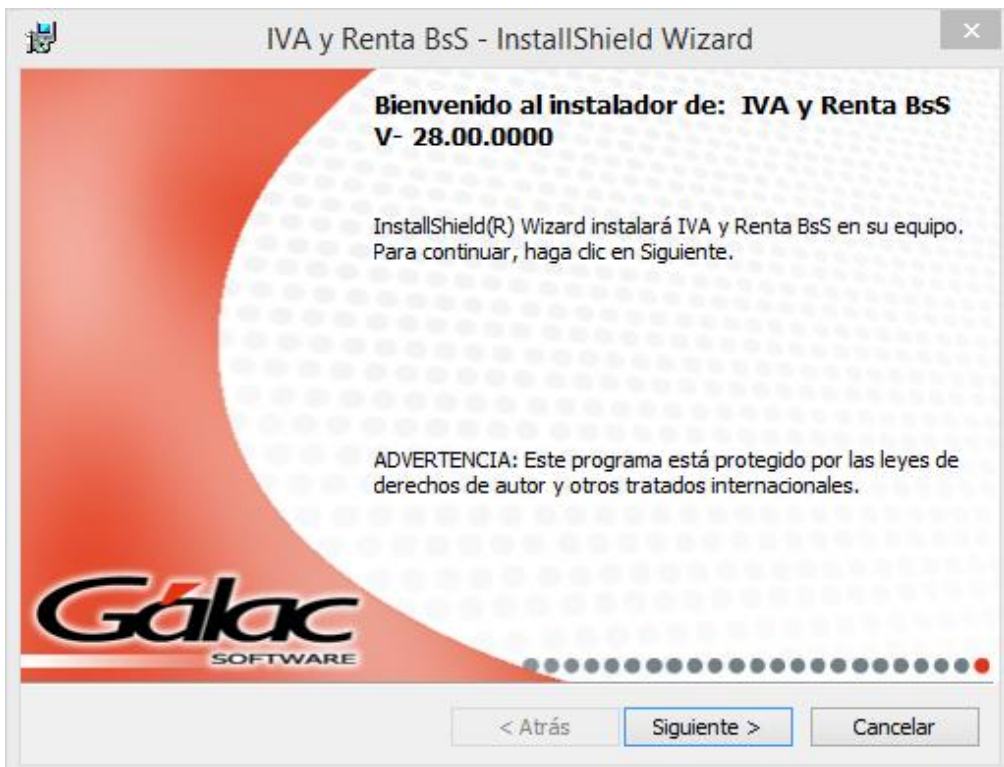 IVA y Renta BsS - InstallShield Wizard
Bienvenido al instalador de: IVA y Renta BsS
V- 28.00.0000
InstallShield(R) Wizard instalará IVA y Renta BsS en su equipo.
Para continuar, haga clic en Siguiente.
ADVERTENCIA: Este programa está protegido por las leyes de
derechos de autor y otros tratados internacionales.
Gálac
SOFTWARE
< Atrás
Siguiente >
Cancelar